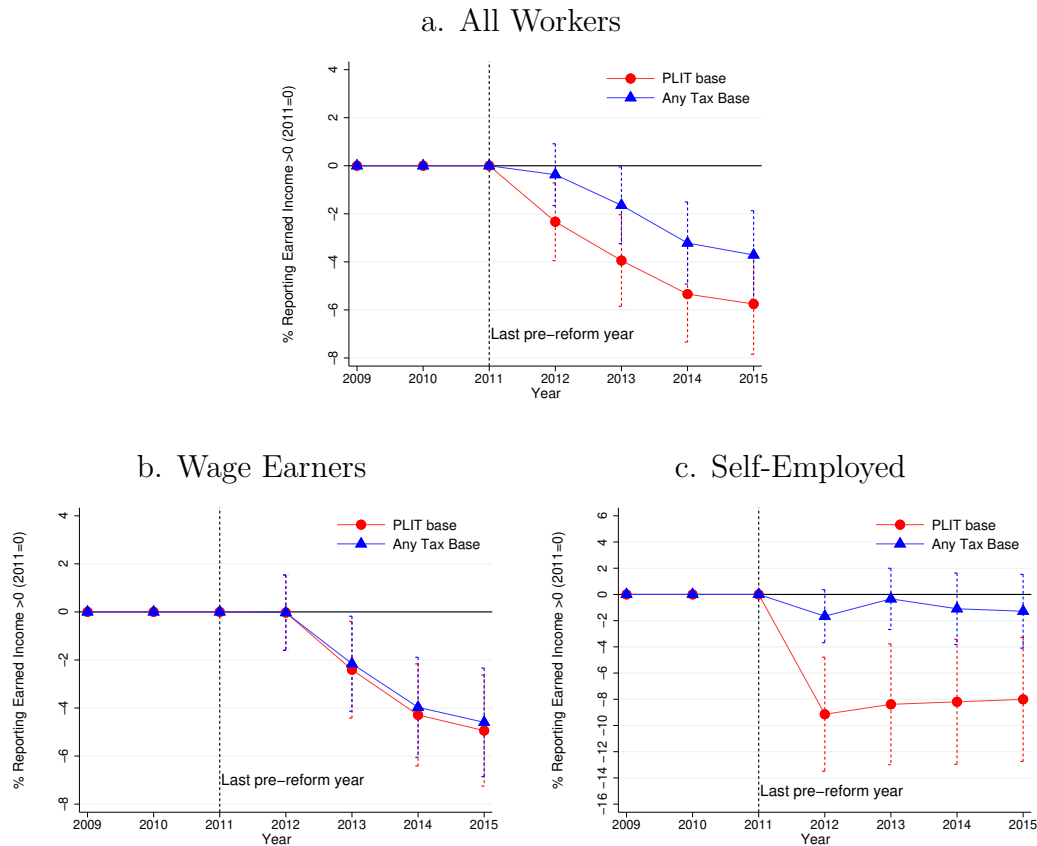 a. All Workers
% Reporting Earned Income >0 (2011=0)
4
2
0
-2
-4
-6
-8
PLIT base
Any Tax Base
Last pre-reform year
2009 2010 2011 2012 2013 2014 2015
Year
b. Wage Earners
% Reporting Earned Income >0 (2011=0)
4
2
0
-2
-4
-6
-8
PLIT base
Any Tax Base
Last pre-reform year
2009 2010 2011 2012 2013 2014 2015
Year
c. Self-Employed
% Reporting Earned Income >0 (2011=0)
6
4
2
0
-2
-4
-6
-8
-10
-12
-14
-16
PLIT base
Any Tax Base
Last pre-reform year
2009 2010 2011 2012 2013 2014 2015
Year